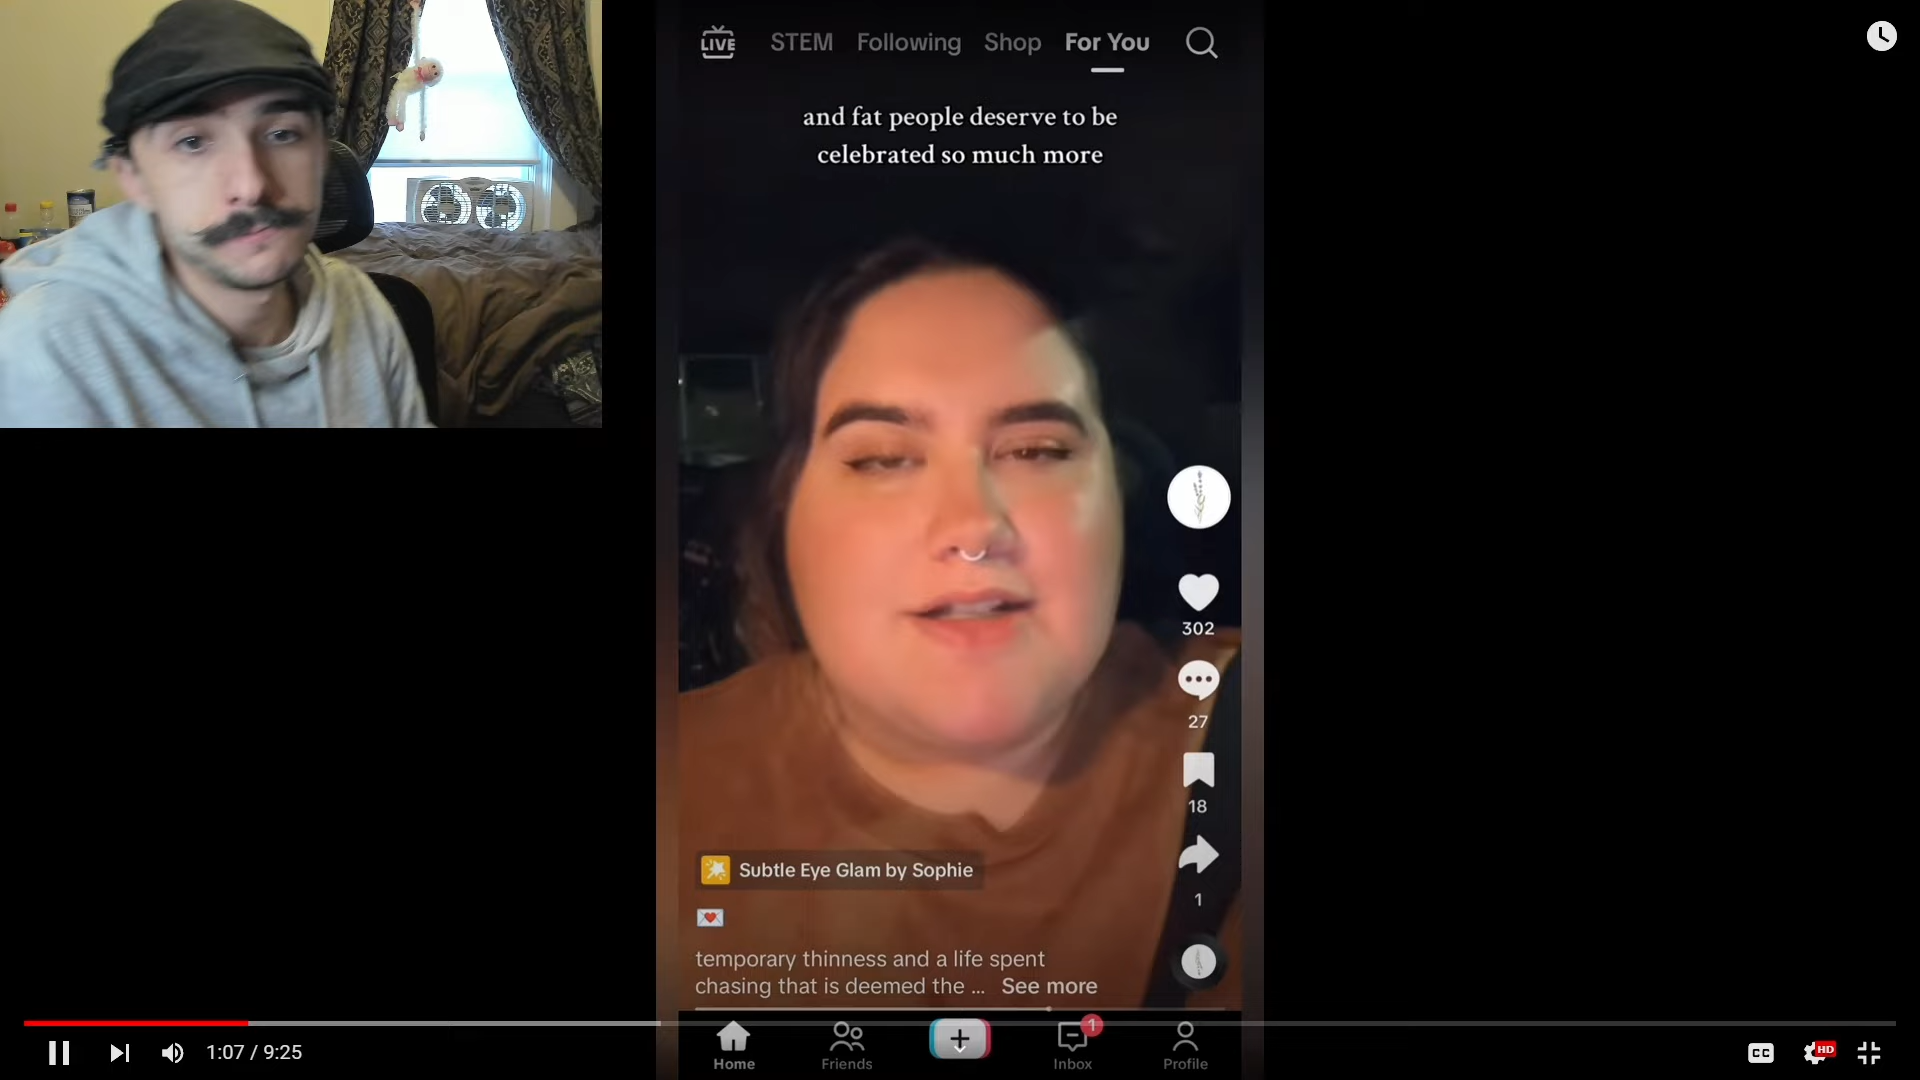 LIVE
STEM
Following
Shop
For You
and fat people deserve to be
celebrated so much more
302
27
18
1
Subtle Eye Glam by Sophie
temporary thinness and a life spent
chasing that is deemed the ... See more
Home
Friends
1
Inbox
Profile
1:07 / 9:25
CC
HD